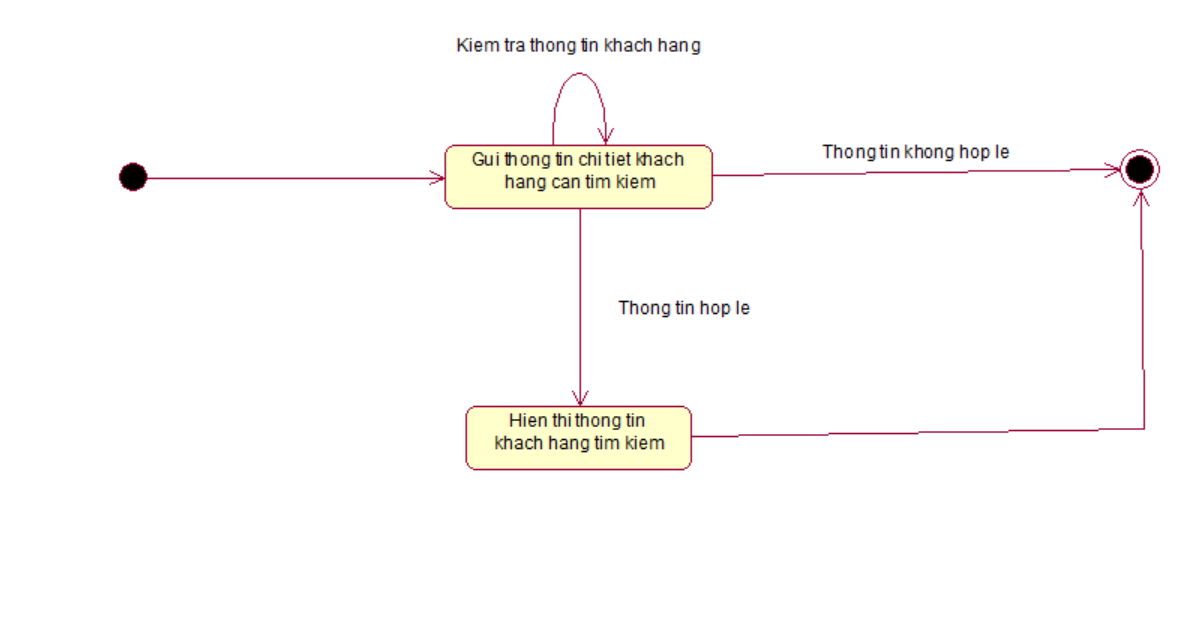 Kiem tra thong tin khach hang
Gui thong tin chi tiet khach
hang can tim kiem
Thong tin khong hop le
Thong tin hop le
Hien thi thong tin
khach hang tim kiem